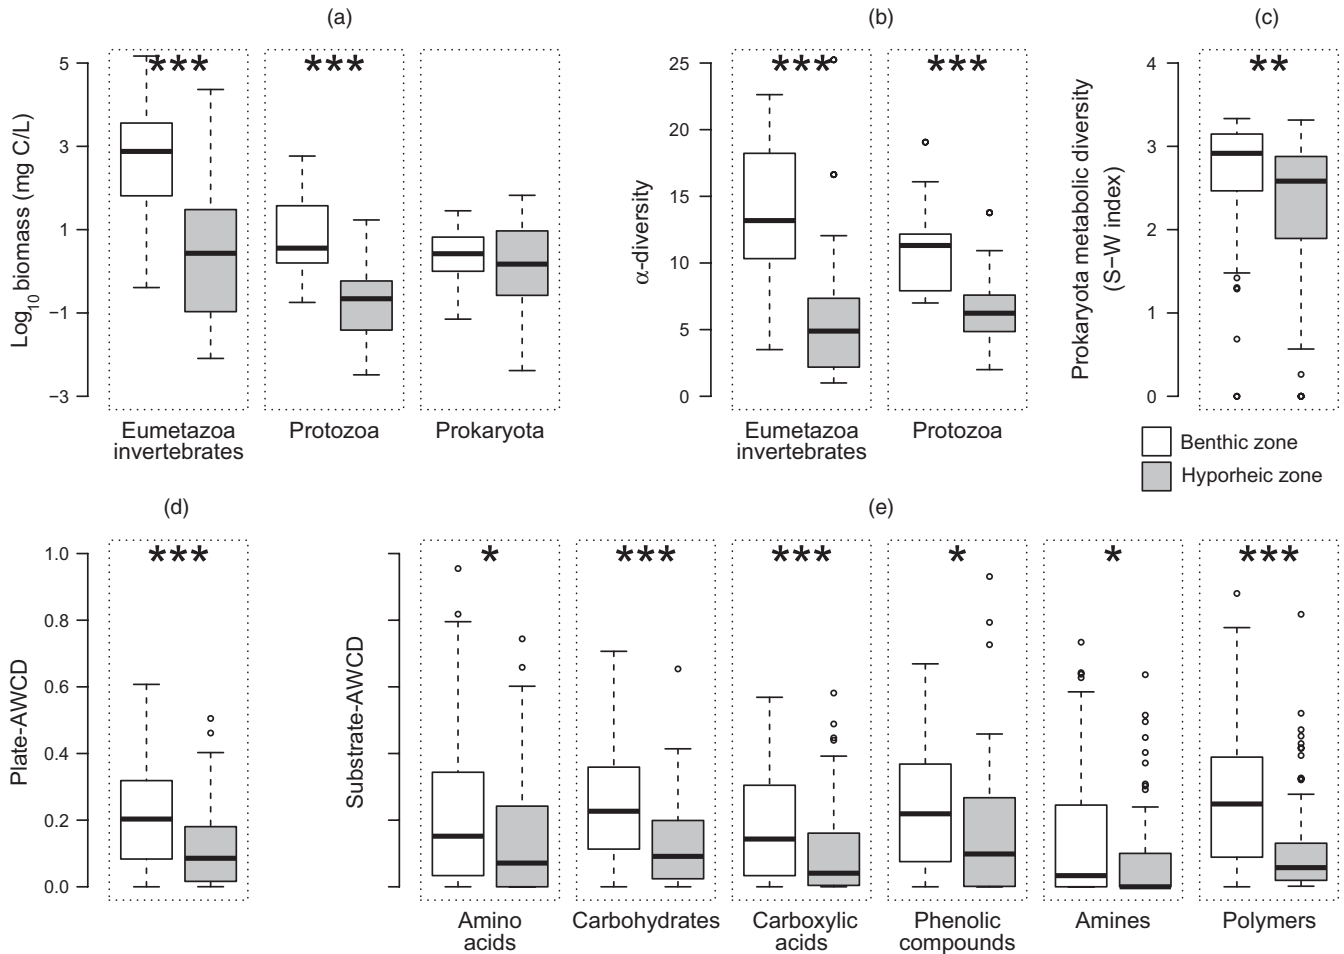 (a)
(b)
(c)
Log10 biomass (mg C/L)
5
3
1
−1
−3
***
***
Eumetazoa
invertebrates
Protozoa
Prokaryota
α-diversity
25
20
15
10
5
0
***
***
Eumetazoa
invertebrates
Protozoa
Prokaryota metabolic diversity
(S−W index)
4
3
2
1
0
**
Benthic zone
Hyporheic zone
(d)
(e)
Plate-AWCD
1.0
0.8
0.6
0.4
0.2
0.0
***
Substrate-AWCD
*
***
***
*
*
***
Amino
acids
Carbohydrates
Carboxylic
acids
Phenolic
compounds
Amines
Polymers